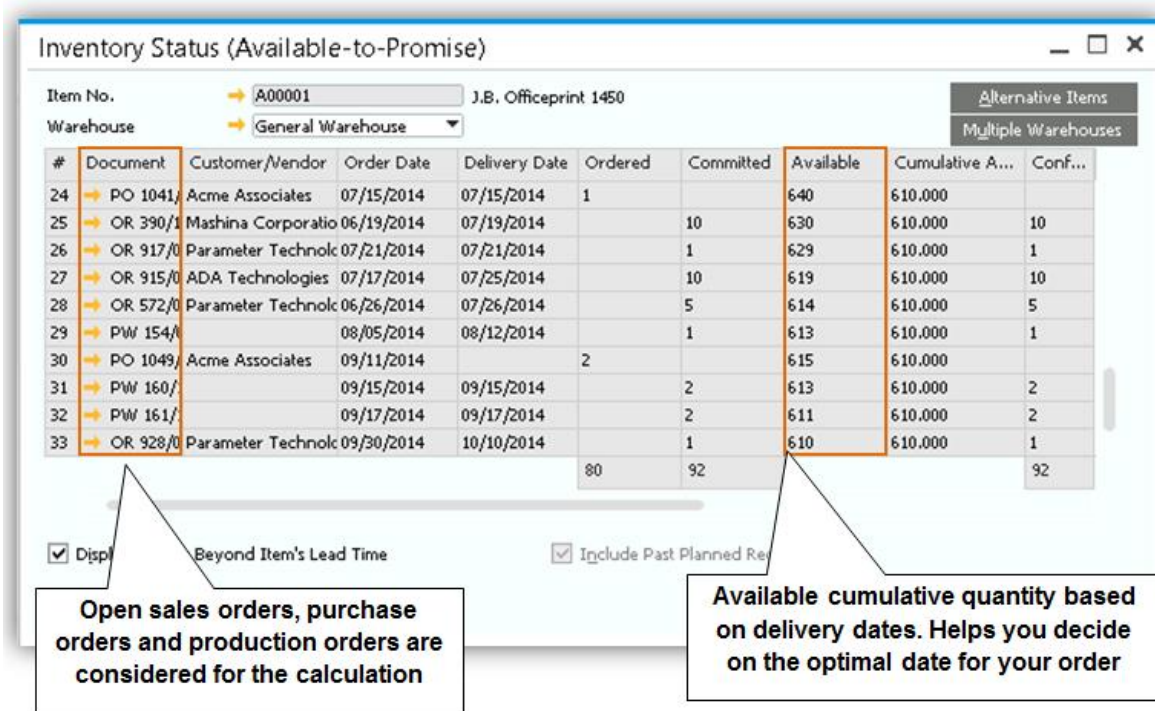 Inventory Status (Available-to-Promise)
Item No. A00001 J.B. Officeprint 1450 Alternative Items
Warehouse General Warehouse Multiple Warehouses
# Document Customer/Vendor Order Date Delivery Date Ordered Committed Available Cumulative A... Conf...
24 PO 1041/ Acme Associates 07/15/2014 07/15/2014 1 640 610.000
25 OR 390/1 Mashina Corporatio 06/19/2014 07/19/2014 10 630 610.000 10
26 OR 917/0 Parameter Technolo 07/21/2014 07/21/2014 1 629 610.000 1
27 OR 915/0 ADA Technologies 07/17/2014 07/25/2014 10 619 610.000 10
28 OR 572/0 Parameter Technolo 06/26/2014 07/26/2014 5 614 610.000 5
29 PW 154/ 08/05/2014 08/12/2014 1 613 610.000 1
30 PO 1049/ Acme Associates 09/11/2014 2 615 610.000
31 PW 160/ 09/15/2014 09/15/2014 2 613 610.000 2
32 PW 161/ 09/17/2014 09/17/2014 2 611 610.000 2
33 OR 928/0 Parameter Technolo 09/30/2014 10/10/2014 1 610 610.000 1
80 92 92
Displ Beyond Item's Lead Time Include Past Planned Re
Open sales orders, purchase
orders and production orders are
considered for the calculation
Available cumulative quantity based
on delivery dates. Helps you decide
on the optimal date for your order